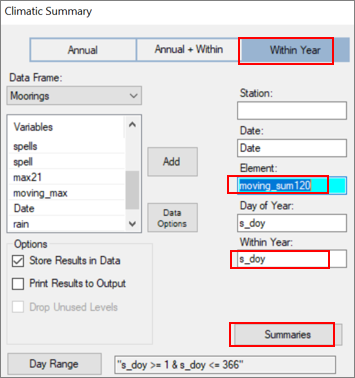 Climatic Summary
Annual
Annual + Within
Within Year
Data Frame:
Moorings
Station:
Variables
spells
spell
max21
moving_max
Date
rain
Add
Data
Options
Date:
Date
Element:
moving_sum120
Day of Year:
s_doy
Within Year:
s_doy
Options
Store Results in Data
Print Results to Output
Drop Unused Levels
Summaries
Day Range
"s_doy >= 1 & s_doy <= 366"